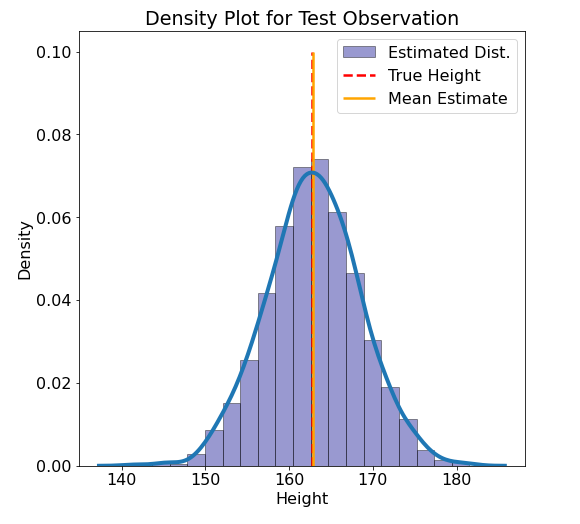 Density Plot for Test Observation
Estimated Dist.
True Height
Mean Estimate
Density
0.10
0.08
0.06
0.04
0.02
0.00
140 150 160 170 180
Height